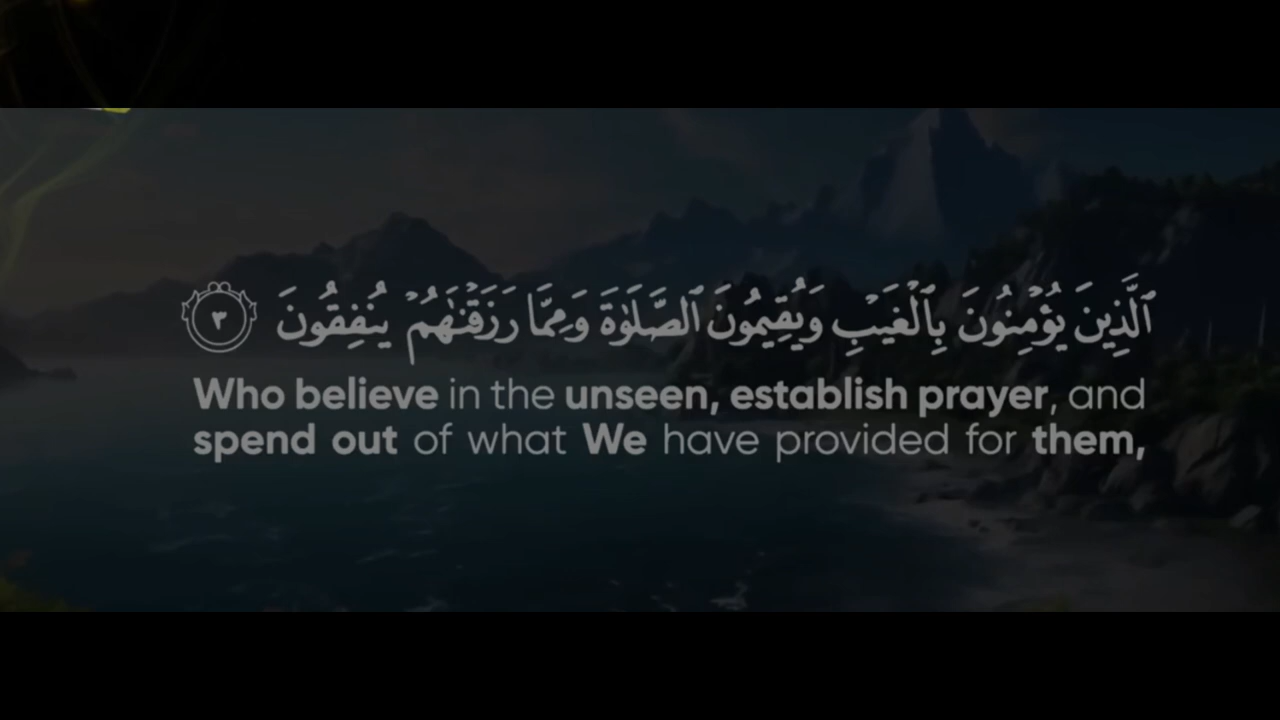 ٱلَّذِينَ يُؤْمِنُونَ بِٱلْغَيْبِ وَيُقِيمُونَ ٱلصَّلَوٰةَ وَمِمَّا رَزَقْنَـٰهُمْ يُنفِقُونَ ٣
Who believe in the unseen, establish prayer, and
spend out of what We have provided for them,